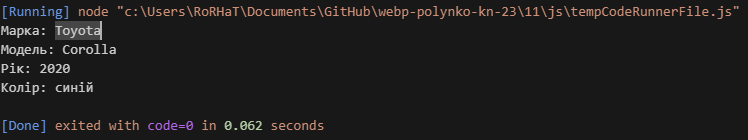 [Running] node "c:\Users\RoRHaT\Documents\GitHub\webp-polynko-kn-23\11\js\tempCodeRunnerFile.js"
Марка: Toyota
Модель: Corolla
Рік: 2020
Колір: синій
[Done] exited with code=0 in 0.062 seconds